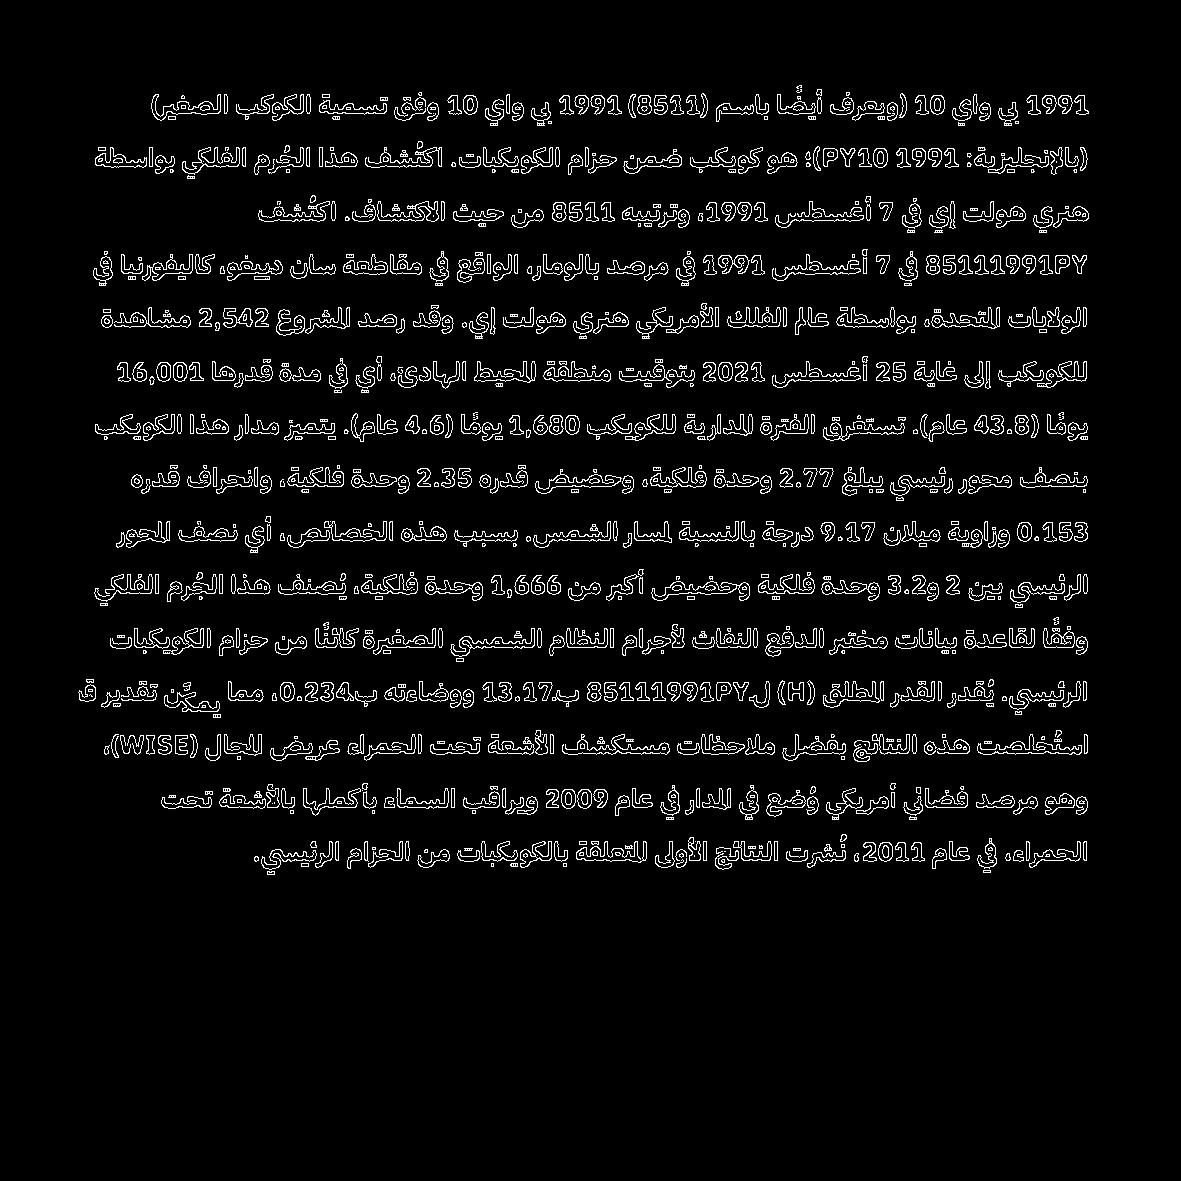 1991 بي واي 10 (ويعرف أيضًا باسم (8511) 1991 بي واي 10 وفق تسمية الكوكب الصغير)
(بالإنجليزية: 1991 PY10)؛ هو كويكب ضمن حزام الكويكبات. اكتُشف هذا الجُرم الفلكي بواسطة
هنري هولت إي في 7 أغسطس 1991، وترتيبه 8511 من حيث الاكتشاف. اكتُشف
85111991PY في 7 أغسطس 1991 في مرصد بالومار، الواقع في مقاطعة سان دييغو، كاليفورنيا في
الولايات المتحدة، بواسطة عالم الفلك الأمريكي هنري هولت إي. وقد رصد المشروع 2,542 مشاهدة
للكويكب إلى غاية 25 أغسطس 2021 بتوقيت منطقة المحيط الهادئ، أي في مدة قدرها 16,001
يومًا (43.8 عام). تستغرق الفترة المدارية للكويكب 1,680 يومًا (4.6 عام). يتميز مدار هذا الكويكب
بنصف محور رئيسي يبلغ 2.77 وحدة فلكية، وحضيض قدره 2.35 وحدة فلكية، وانحراف قدره
0.153 وزاوية ميلان 9.17 درجة بالنسبة لمسار الشمس. بسبب هذه الخصائص، أي نصف المحور
الرئيسي بين 2 و3.2 وحدة فلكية وحضيض أكبر من 1,666 وحدة فلكية، يُصنف هذا الجُرم الفلكي
وفقًا لقاعدة بيانات مختبر الدفع النفاث لأجرام النظام الشمسي الصغيرة كائنًا من حزام الكويكبات
الرئيسي. يُقدر القدر المطلق (H) لـ85111991PY بـ13.17 ووضاءته بـ0.234، مما يمكّن تقدير ق
استُخلصت هذه النتائج بفضل ملاحظات مستكشف الأشعة تحت الحمراء عريض المجال (WISE)،
وهو مرصد فضائي أمريكي وُضع في المدار في عام 2009 ويراقب السماء بأكملها بالأشعة تحت
الحمراء، في عام 2011، نُشرت النتائج الأولى المتعلقة بالكويكبات من الحزام الرئيسي.